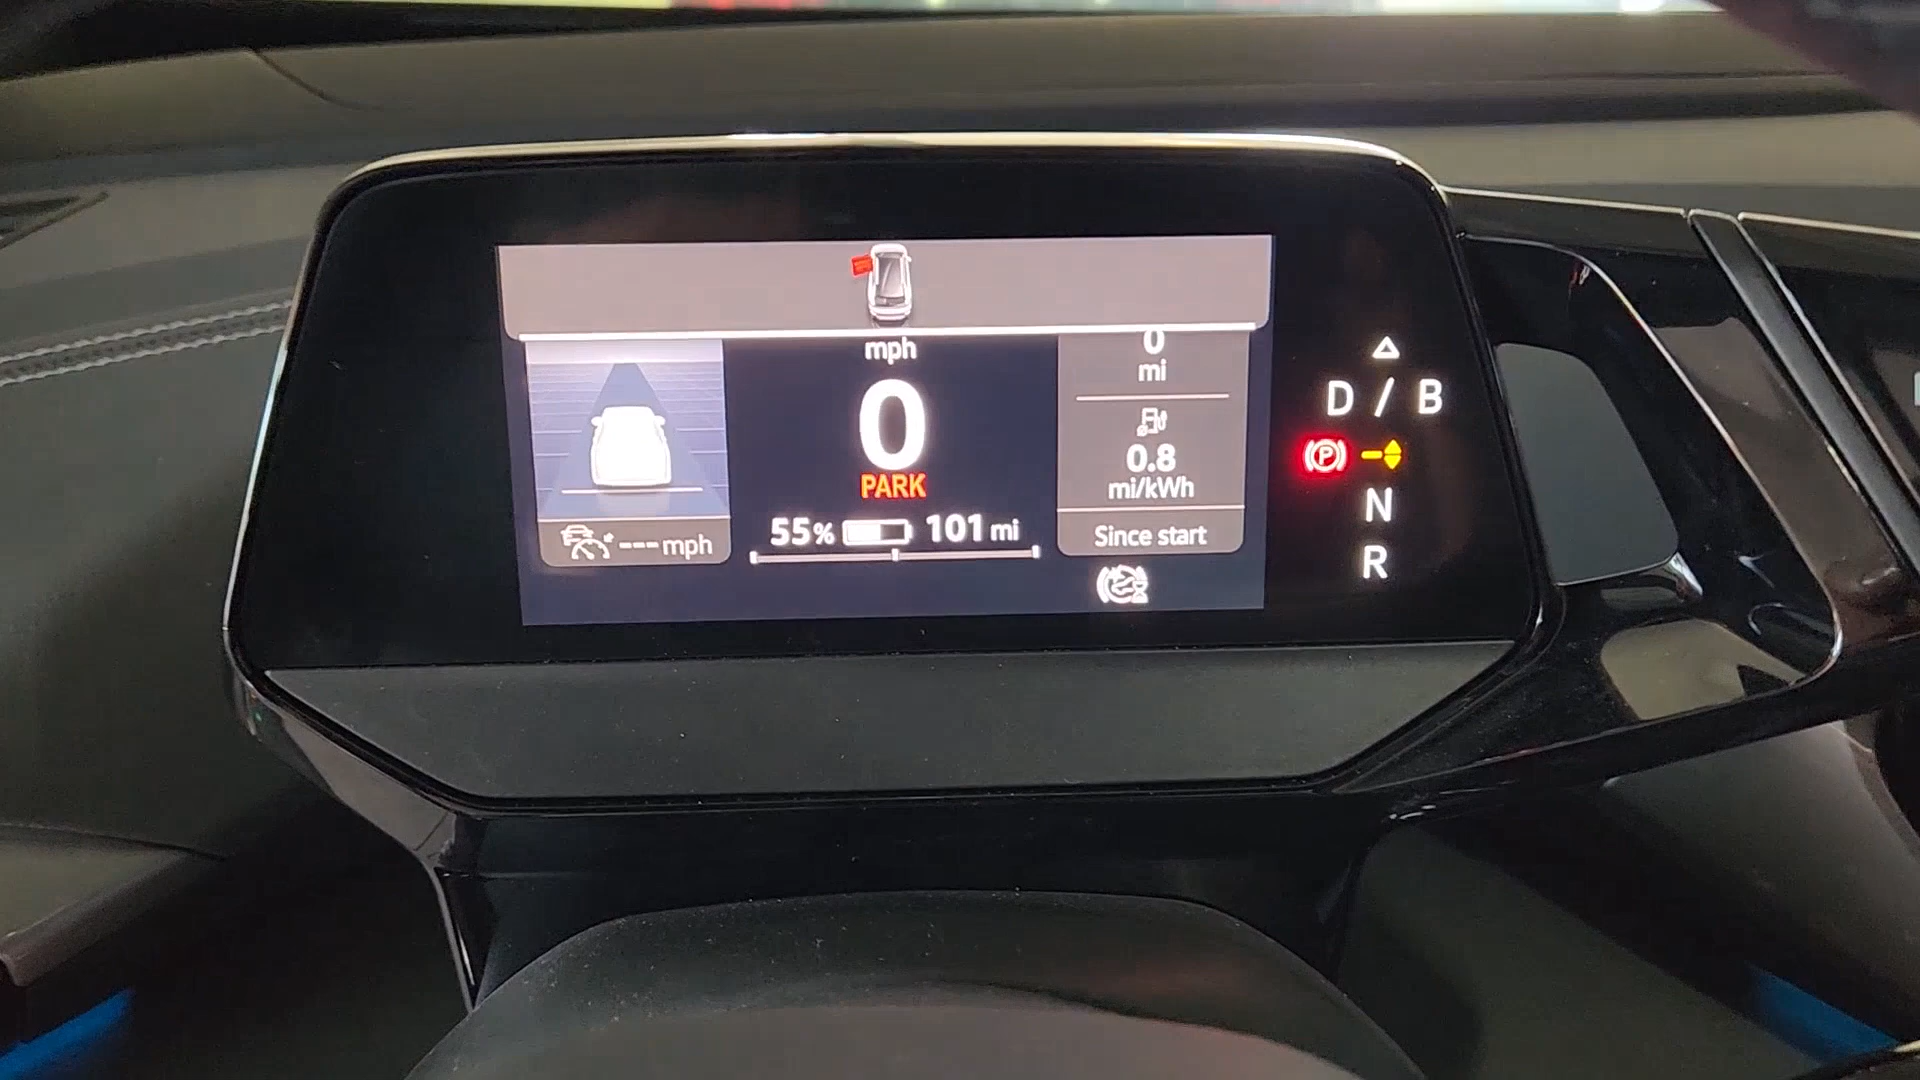 mph
0
PARK
55% 101 mi
--- mph
0
mi
0.8
mi/kWh
Since start
D / B
P
N
R